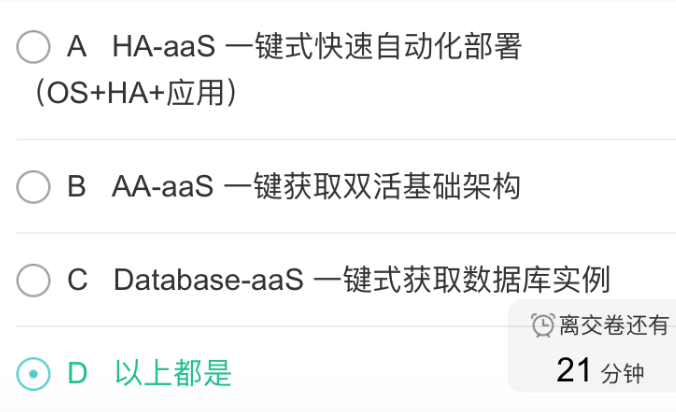 A HA-aaS 一键式快速自动化部署
（OS+HA+应用）
B AA-aaS 一键获取双活基础架构
C Database-aaS 一键式获取数据库实例
离交卷还有
21 分钟
D 以上都是